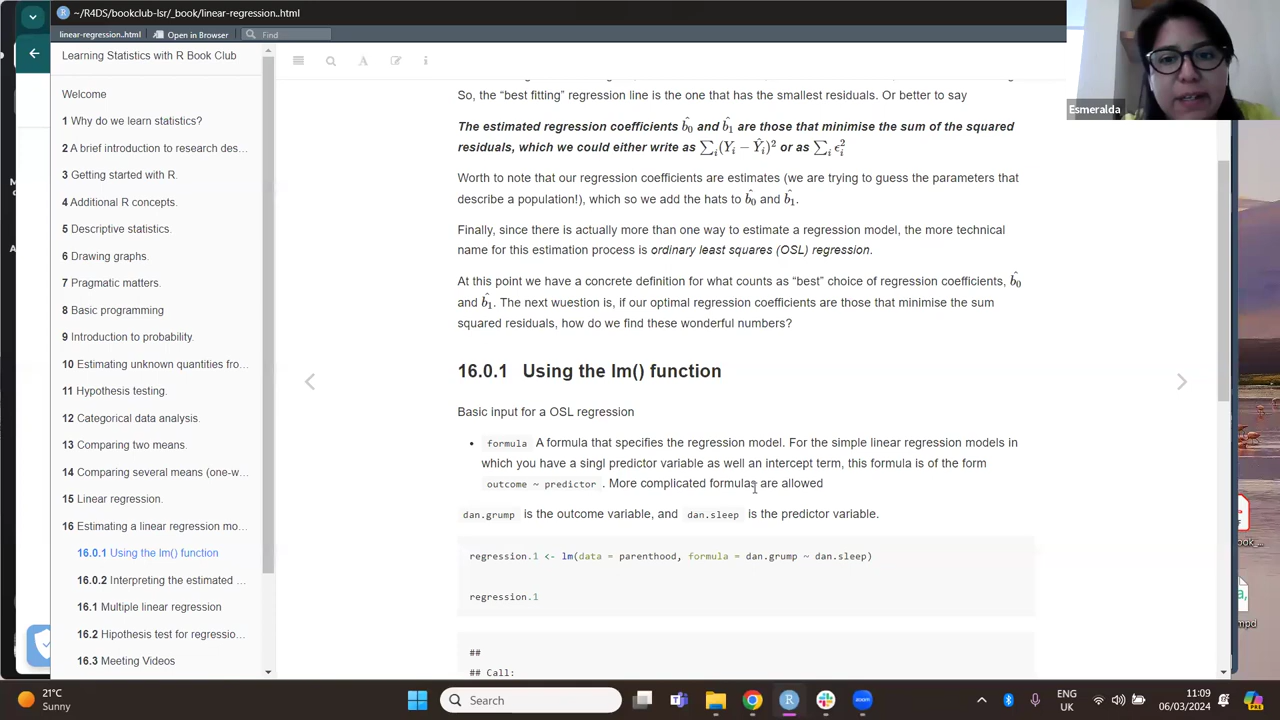 ~/R4DS/bookclub-lsr/_book/linear-regression..html
linear-regression..html
Open in Browser
Find
Learning Statistics with R Book Club
Welcome
1 Why do we learn statistics?
2 A brief introduction to research des...
3 Getting started with R.
4 Additional R concepts.
5 Descriptive statistics.
6 Drawing graphs.
7 Pragmatic matters.
8 Basic programming
9 Introduction to probability.
10 Estimating unknown quantities fro...
11 Hypothesis testing.
12 Categorical data analysis.
13 Comparing two means.
14 Comparing several means (one-w...
15 Linear regression.
16 Estimating a linear regression mo...
16.0.1 Using the lm() function
16.0.2 Interpreting the estimated ...
16.1 Multiple linear regression
16.2 Hipothesis test for regressio...
16.3 Meeting Videos
So, the “best fitting” regression line is the one that has the smallest residuals. Or better to say
The estimated regression coefficients b̂0 and b̂1 are those that minimise the sum of the squared
residuals, which we could either write as ∑i(Yi − Ŷi)² or as ∑i ϵi²
Worth to note that our regression coefficients are estimates (we are trying to guess the parameters that
describe a population!), which so we add the hats to b̂0 and b̂1.
Finally, since there is actually more than one way to estimate a regression model, the more technical
name for this estimation process is ordinary least squares (OSL) regression.
At this point we have a concrete definition for what counts as “best” choice of regression coefficients, b̂0
and b̂1. The next wuestion is, if our optimal regression coefficients are those that minimise the sum
squared residuals, how do we find these wonderful numbers?
16.0.1 Using the lm() function
Basic input for a OSL regression
• formula A formula that specifies the regression model. For the simple linear regression models in
which you have a singl predictor variable as well an intercept term, this formula is of the form
outcome ~ predictor . More complicated formulas are allowed
dan.grump is the outcome variable, and dan.sleep is the predictor variable.
regression.1 <- lm(data = parenthood, formula = dan.grump ~ dan.sleep)
regression.1
##
## Call:
Esmeralda
21°C
Sunny
Search
ENG
UK
11:09
06/03/2024